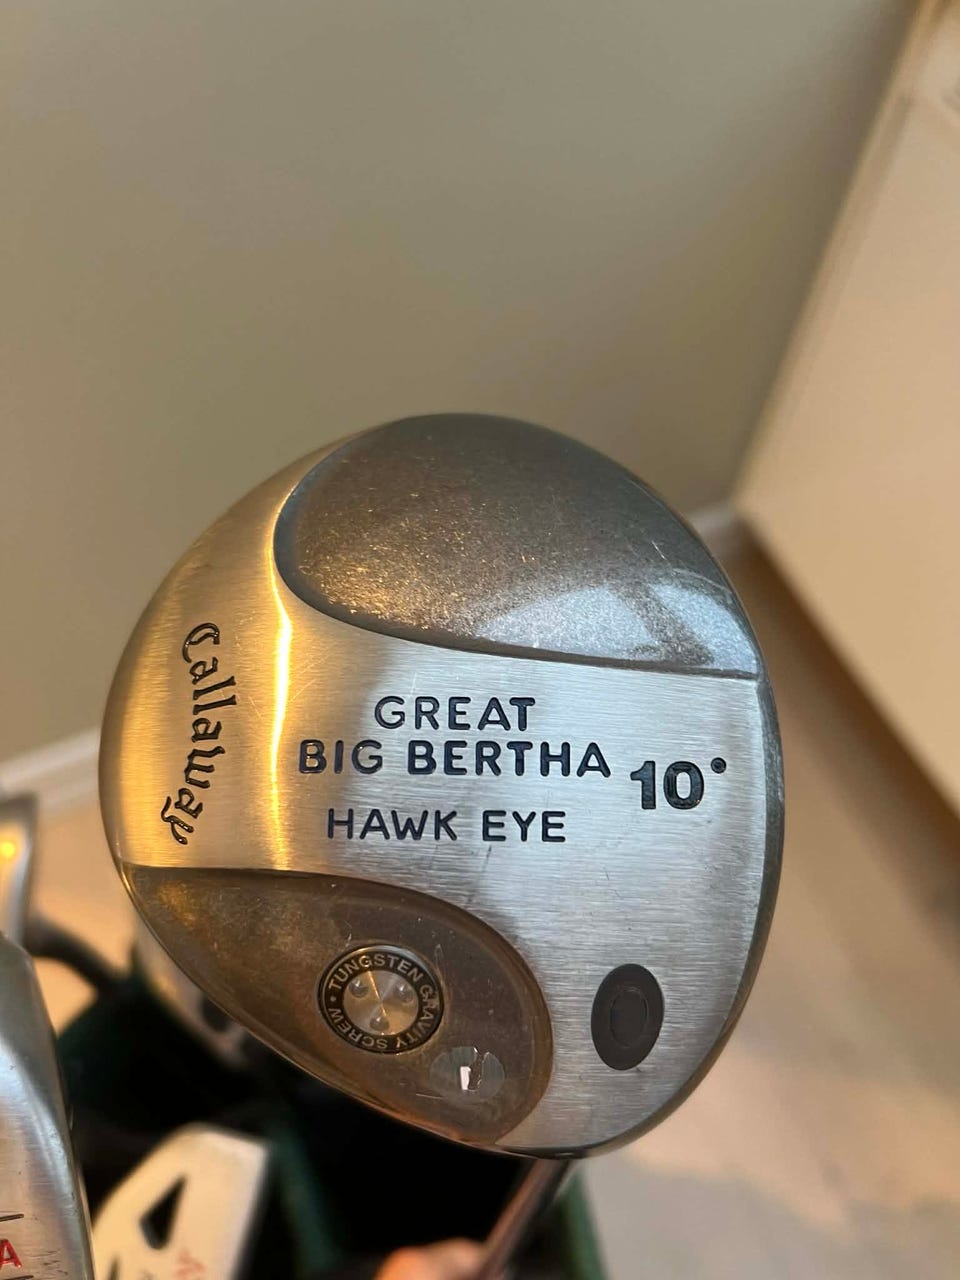 Callaway
GREAT
BIG BERTHA
HAWK EYE
10°
TUNGSTEN GRAVITY SCREW •
A